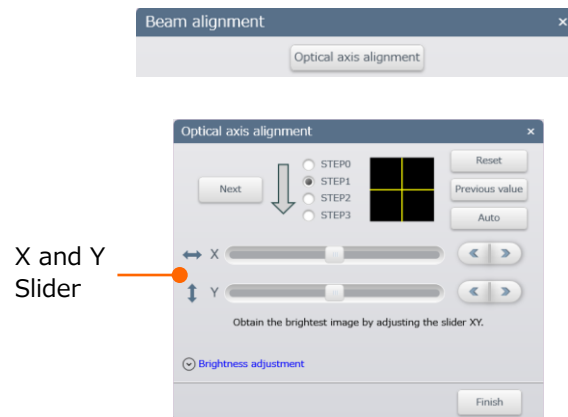 Beam alignment ×
Optical axis alignment
Optical axis alignment ×
STEP0
STEP1
STEP2
STEP3
Next
Reset
Previous value
Auto
X and Y
Slider
X
Y
Obtain the brightest image by adjusting the slider XY.
Brightness adjustment
Finish